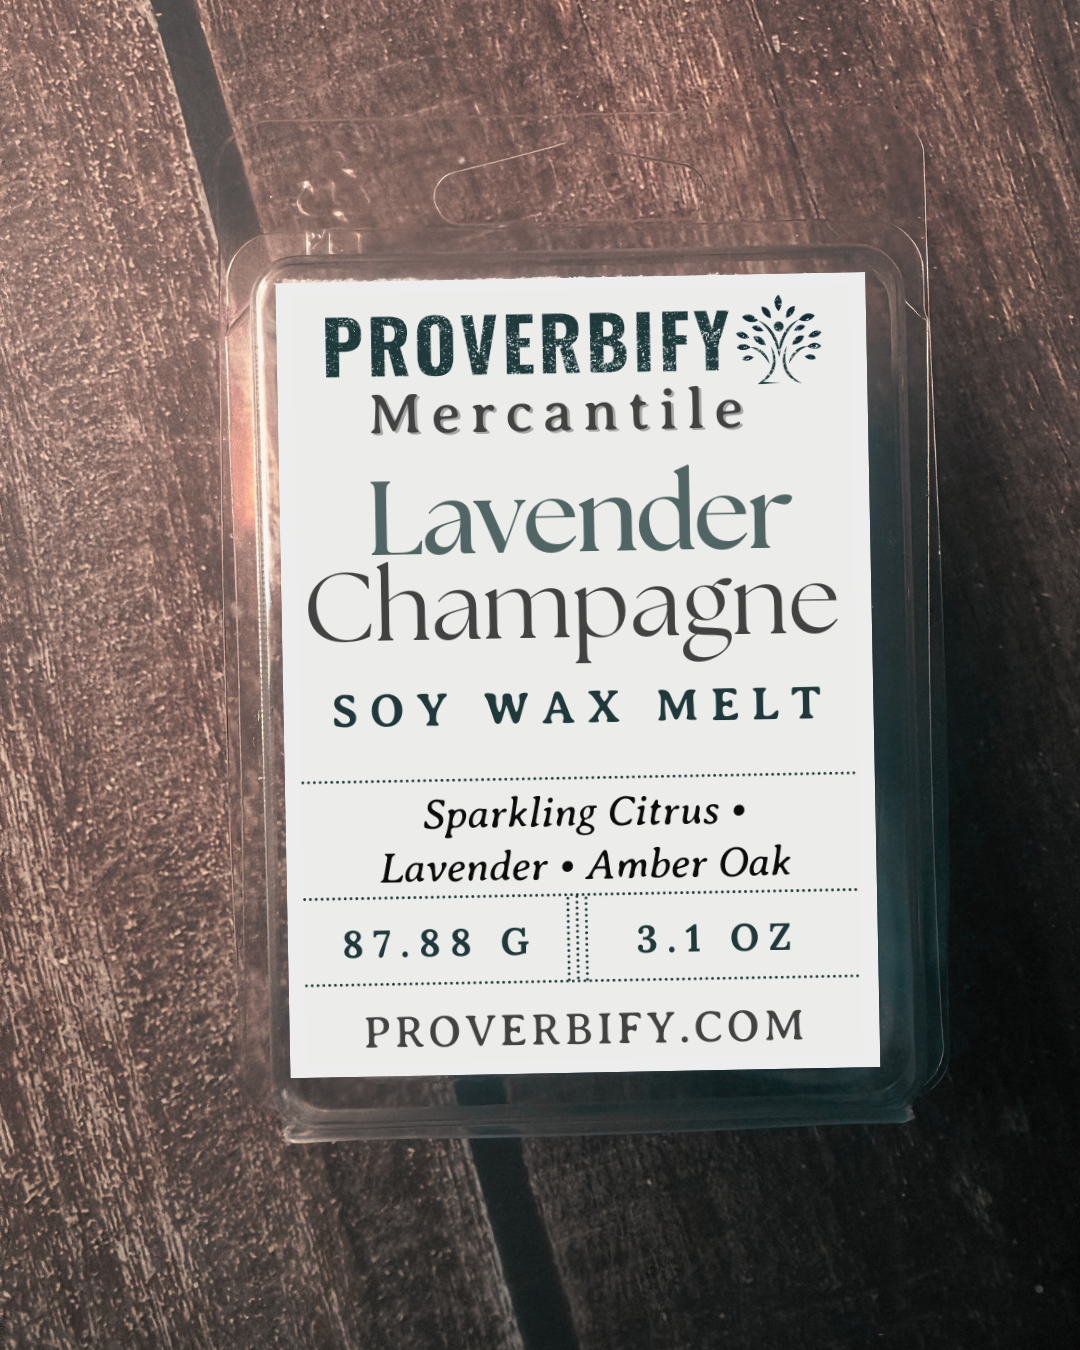 PROVERBIFY
Mercantile
Lavender
Champagne
SOY WAX MELT
Sparkling Citrus •
Lavender • Amber Oak
87.88 G 3.1 OZ
PROVERBIFY.COM